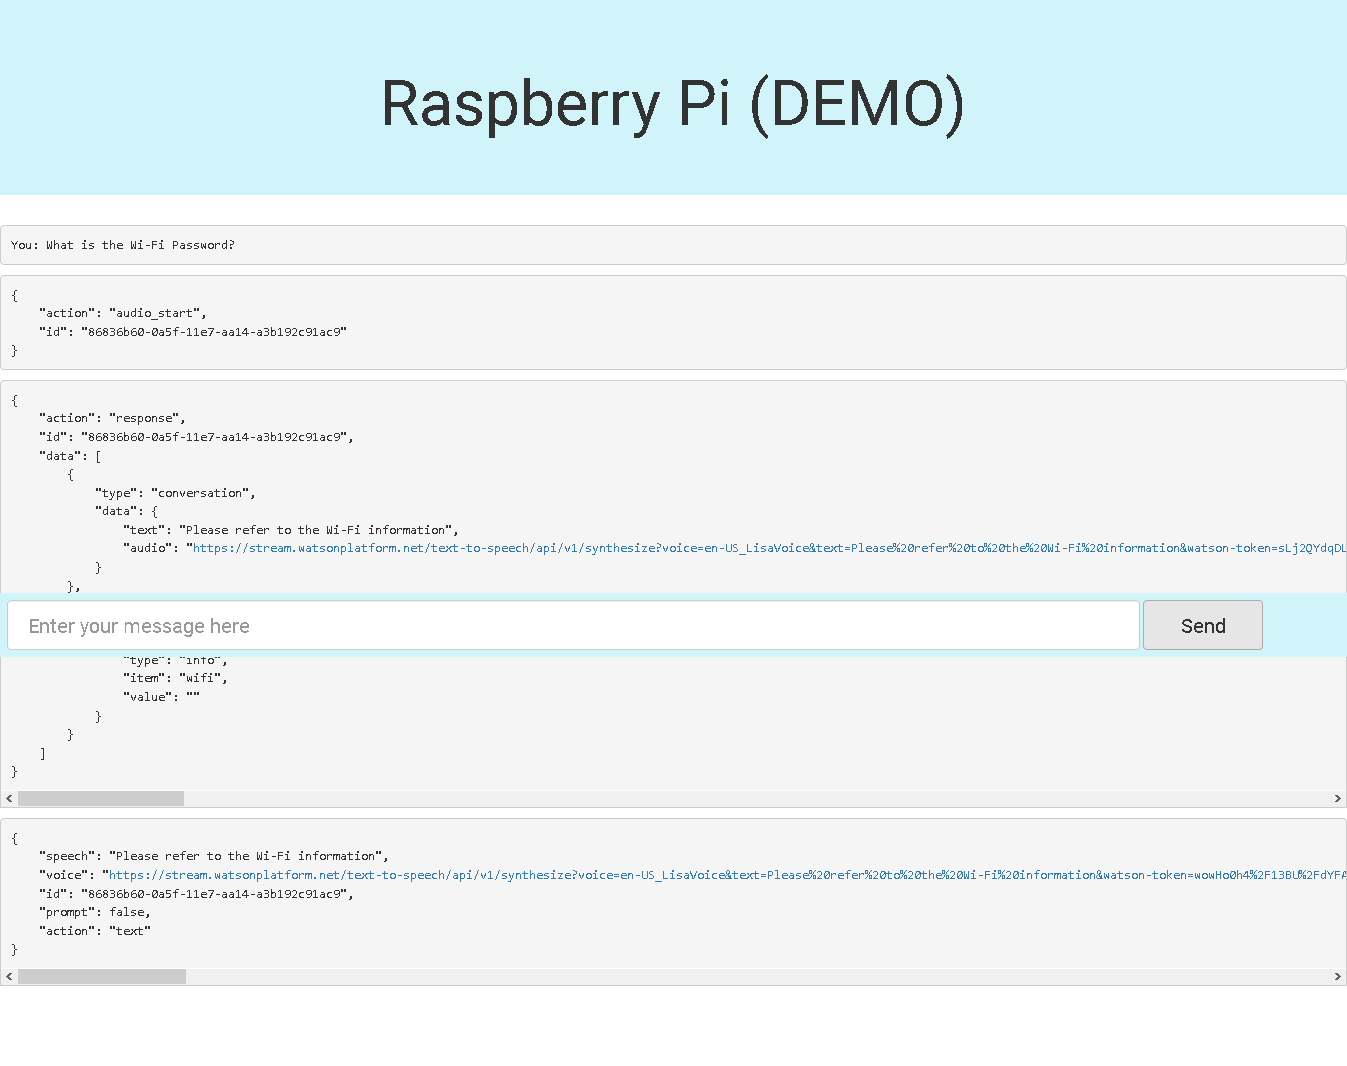 Raspberry Pi (DEMO)
You: What is the Wi-Fi Password?
{
    "action": "audio_start",
    "id": "86836b60-0a5f-11e7-aa14-a3b192c91ac9"
}
{
    "action": "response",
    "id": "86836b60-0a5f-11e7-aa14-a3b192c91ac9",
    "data": [
        {
            "type": "conversation",
            "data": {
                "text": "Please refer to the Wi-Fi information",
                "audio": "https://stream.watsonplatform.net/text-to-speech/api/v1/synthesize?voice=en-US_LisaVoice&text=Please%20refer%20to%20the%20Wi-Fi%20information&watson-token=sLj2QYdqDL
            }
        },
Enter your message here Send
                "type": "info",
                "item": "wifi",
                "value": ""
            }
        }
    ]
}
{
    "speech": "Please refer to the Wi-Fi information",
    "voice": "https://stream.watsonplatform.net/text-to-speech/api/v1/synthesize?voice=en-US_LisaVoice&text=Please%20refer%20to%20the%20Wi-Fi%20information&watson-token=wowHo0h4%2F13BU%2FdYFA
    "id": "86836b60-0a5f-11e7-aa14-a3b192c91ac9",
    "prompt": false,
    "action": "text"
}